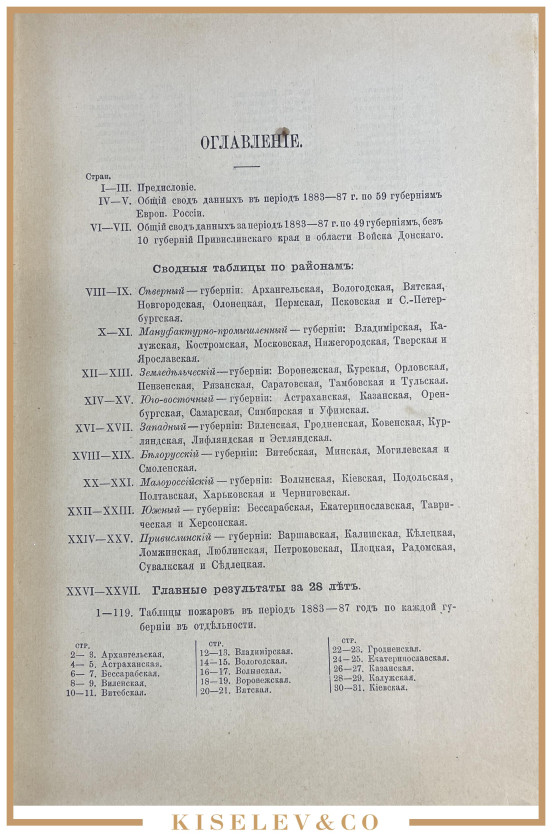 ОГЛАВЛЕНІЕ.
Стран.
I—III. Предисловіе.
IV—V. Общій сводъ данныхъ въ періодъ 1883—87 г. по 59 губерніямъ
Европ. Россіи.
VI—VII. Общій сводъ данныхъ за періодъ 1883—87 г. по 49 губерніямъ, безъ
10 губерній Привислинскаго края и области Войска Донскаго.
Сводныя таблицы по районамъ:
VIII—IX. Сѣверный — губерніи: Архангельская, Вологодская, Вятская,
Новгородская, Олонецкая, Пермская, Псковская и С.-Петер-
бургская.
X—XI. Мануфактурно-промышленный — губерніи: Владимірская, Ка-
лужская, Костромская, Московская, Нижегородская, Тверская и
Ярославская.
XII—XIII. Земледѣльческій — губерніи: Воронежская, Курская, Орловская,
Пензенская, Рязанская, Саратовская, Тамбовская и Тульская.
XIV—XV. Юго-восточный — губерніи: Астраханская, Казанская, Орен-
бургская, Самарская, Симбирская и Уфимская.
XVI—XVII. Западный — губерніи: Виленская, Гродненская, Ковенская, Кур-
ляндская, Лифляндская и Эстляндская.
XVIII—XIX. Бѣлорусскій — губерніи: Витебская, Минская, Могилевская и
Смоленская.
XX—XXI. Малороссійскій — губерніи: Волынская, Кіевская, Подольская,
Полтавская, Харьковская и Черниговская.
XXII—XXIII. Южный — губерніи: Бессарабская, Екатеринославская, Таври-
ческая и Херсонская.
XXIV—XXV. Привислинскій — губерніи: Варшавская, Калишская, Кѣлецкая,
Ломжинская, Люблинская, Петроковская, Плоцкая, Радомская,
Сувалкская и Сѣдлецкая.
XXVI—XXVII. Главные результаты за 28 лѣтъ.
1—119. Таблицы пожаровъ въ періодъ 1883—87 годъ по каждой гу-
берніи въ отдѣльности.
СТР.
2— 3. Архангельская.
4— 5. Астраханская.
6— 7. Бессарабская.
8— 9. Виленская.
10—11. Витебская.
СТР.
12—13. Владимірская.
14—15. Вологодская.
16—17. Волынская.
18—19. Воронежская.
20—21. Вятская.
СТР.
22—23. Гродненская.
24—25. Екатеринославская.
26—27. Казанская.
28—29. Калужская.
30—31. Кіевская.
KISELEV&CO